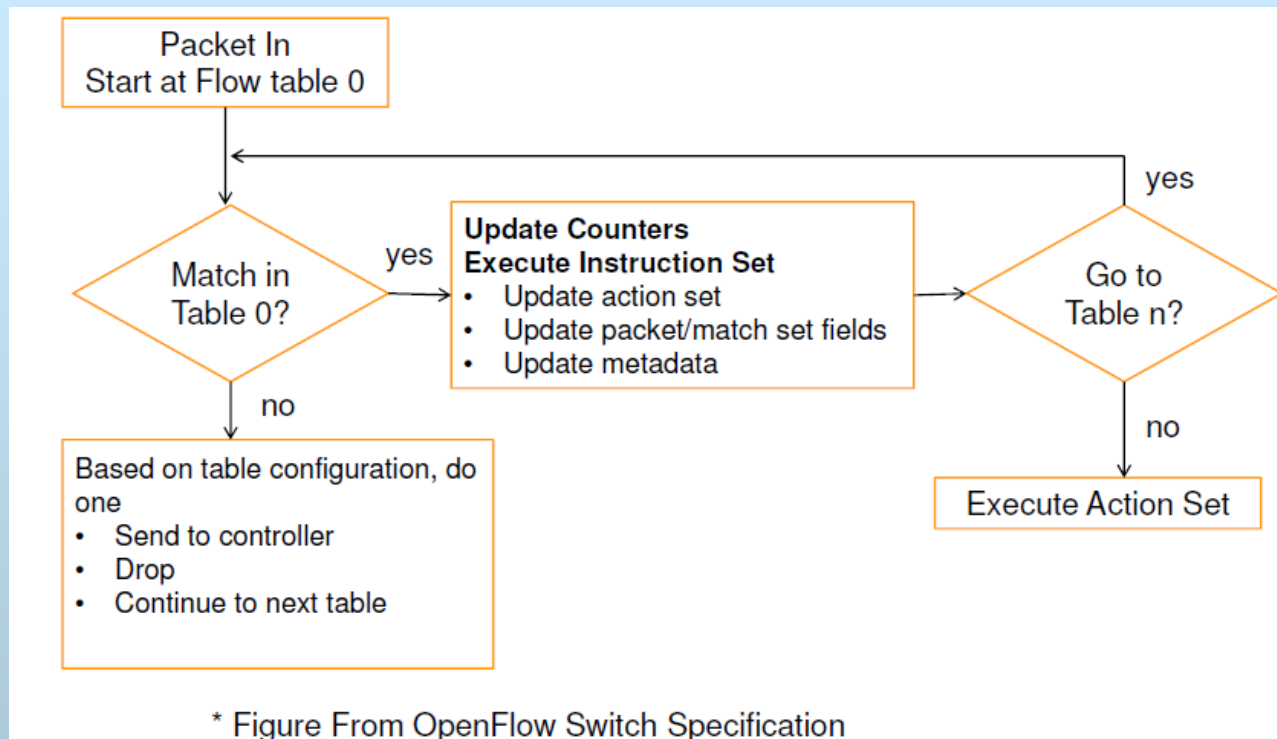 Packet In
Start at Flow table 0
yes
Match in
Table 0?
yes
Update Counters
Execute Instruction Set
• Update action set
• Update packet/match set fields
• Update metadata
Go to
Table n?
no
Based on table configuration, do
one
• Send to controller
• Drop
• Continue to next table
no
Execute Action Set
* Figure From OpenFlow Switch Specification